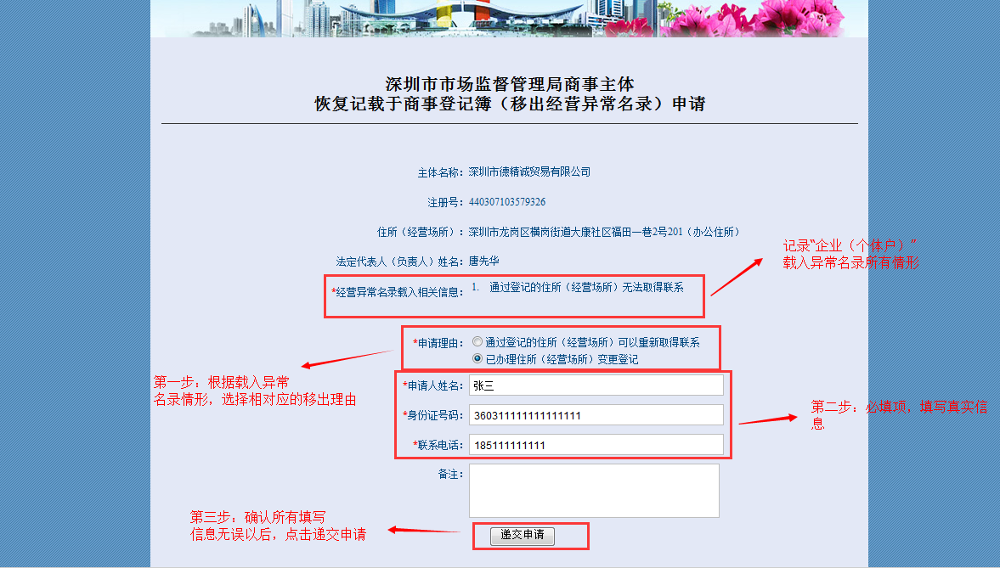 深圳市市场监督管理局商事主体
恢复记载于商事登记簿（移出经营异常名录）申请
主体名称：深圳市德精诚贸易有限公司
注册号：440307103579326
住所（经营场所）：深圳市龙岗区横岗街道大康社区福田一巷2号201（办公住所）
法定代表人（负责人）姓名：唐先华
记录“企业（个体户）”
载入异常名录所有情形
*经营异常名录载入相关信息：1. 通过登记的住所（经营场所）无法取得联系
*申请理由：通过登记的住所（经营场所）可以重新取得联系
已办理住所（经营场所）变更登记
第一步：根据载入异常
名录情形，选择相对应的移出理由
*申请人姓名：张三
*身份证号码：360311111111111111
*联系电话：185111111111
第二步：必填项，填写真实信
息
备注：
第三步：确认所有填写
信息无误以后，点击递交申请
递交申请